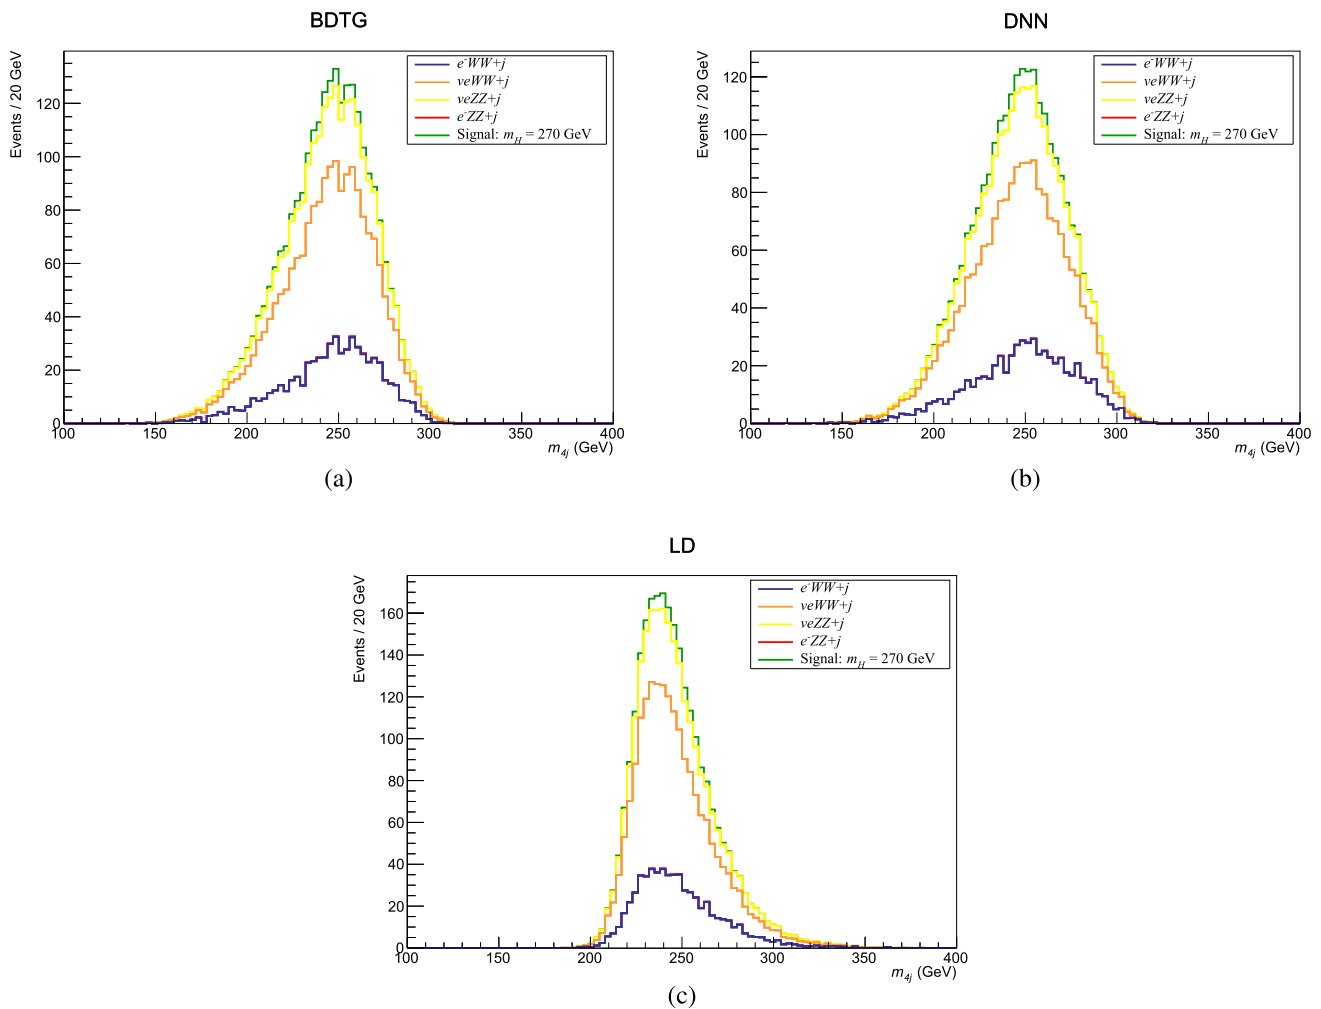 BDTG
Events / 20 GeV
120
100
80
60
40
20
0
100 150 200 250 300 350 400
m4j (GeV)
e-WW+j
veWW+j
veZZ+j
e-ZZ+j
Signal: mH = 270 GeV
(a)
DNN
Events / 20 GeV
120
100
80
60
40
20
0
100 150 200 250 300 350 400
m4j (GeV)
e-WW+j
veWW+j
veZZ+j
e-ZZ+j
Signal: mH = 270 GeV
(b)
LD
Events / 20 GeV
160
140
120
100
80
60
40
20
0
100 150 200 250 300 350 400
m4j (GeV)
e-WW+j
veWW+j
veZZ+j
e-ZZ+j
Signal: mH = 270 GeV
(c)